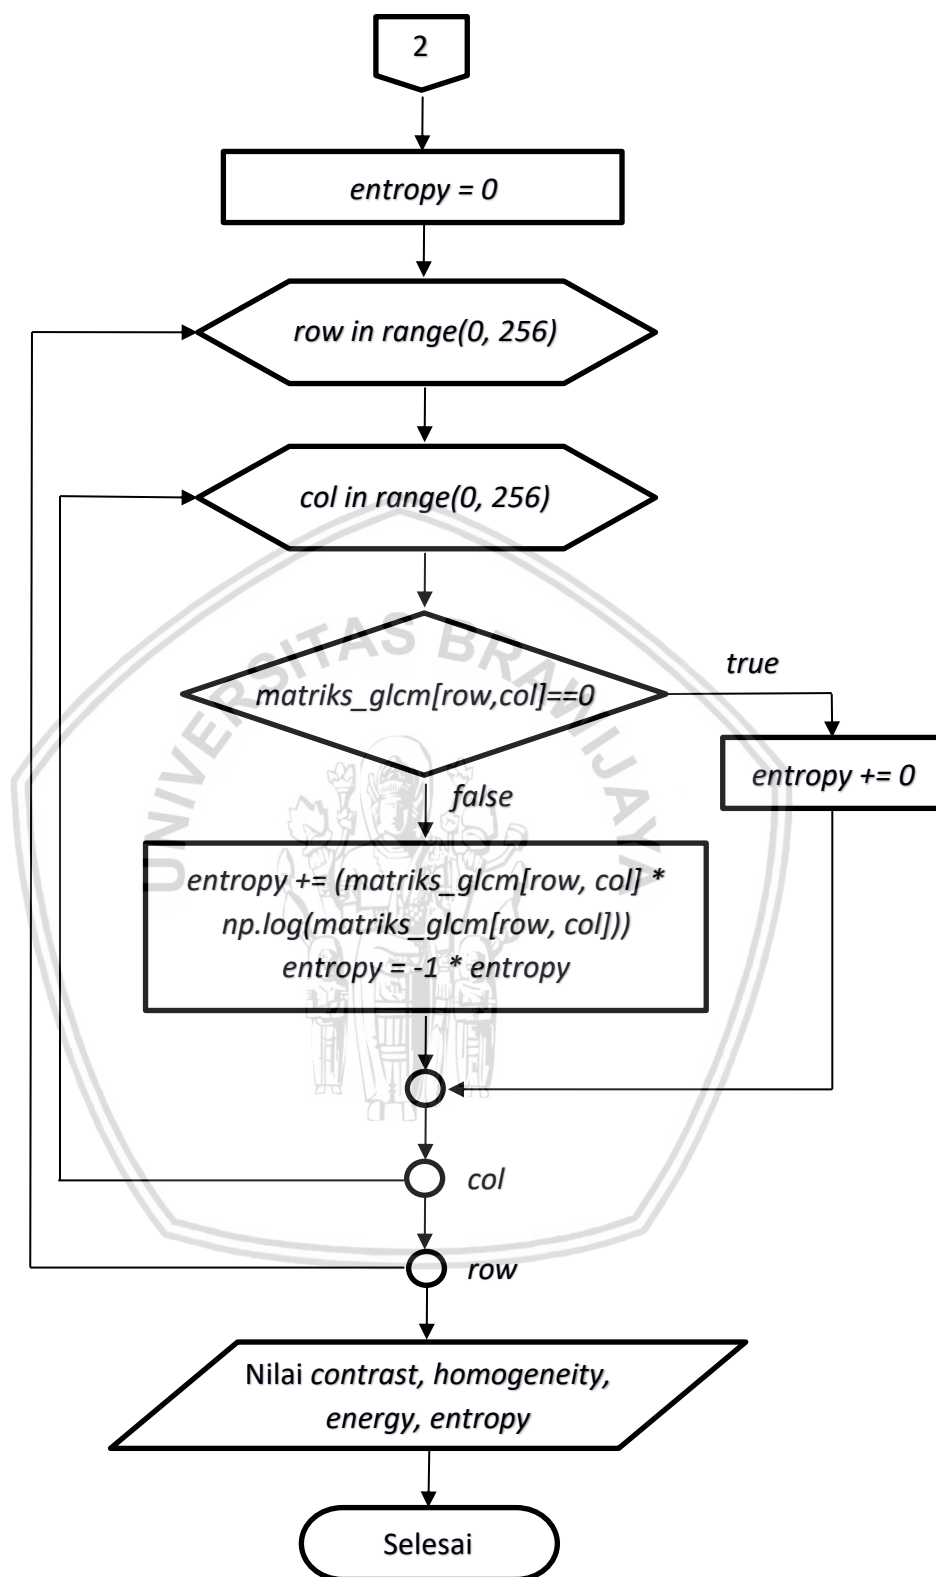 2
entropy = 0
row in range(0, 256)
col in range(0, 256)
UNIVERSITAS BRAWIJAYA
matriks_glcm[row,col]==0
true
entropy += 0
false
entropy += (matriks_glcm[row, col] *
np.log(matriks_glcm[row, col]))
entropy = -1 * entropy
col
row
Nilai contrast, homogeneity,
energy, entropy
Selesai